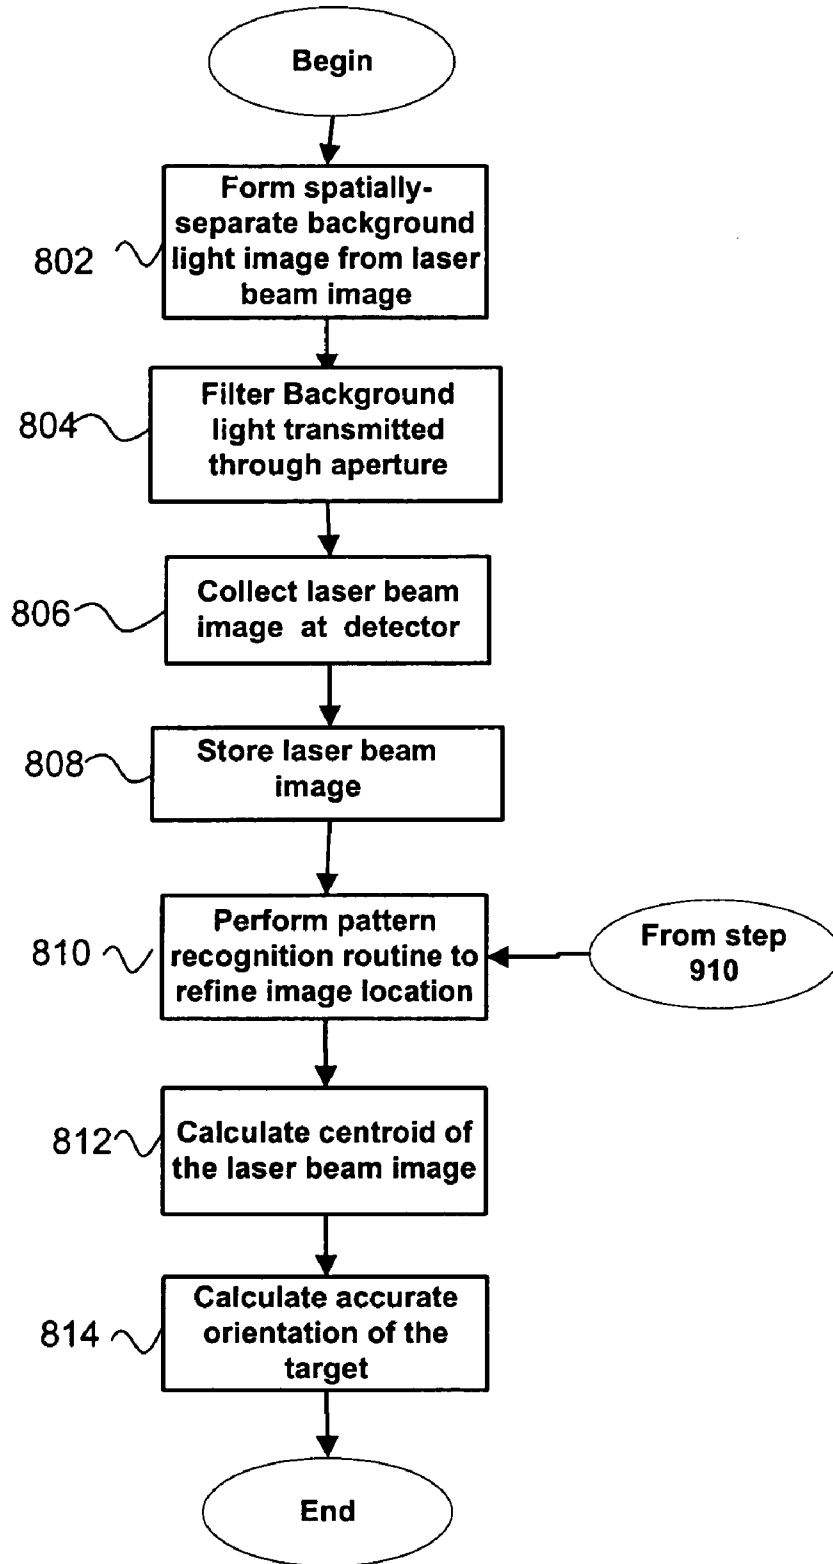 Begin
802
Form spatially-
separate background
light image from laser
beam image
804
Filter Background
light transmitted
through aperture
806
Collect laser beam
image at detector
808
Store laser beam
image
810
Perform pattern
recognition routine to
refine image location
From step
910
812
Calculate centroid of
the laser beam image
814
Calculate accurate
orientation of the
target
End